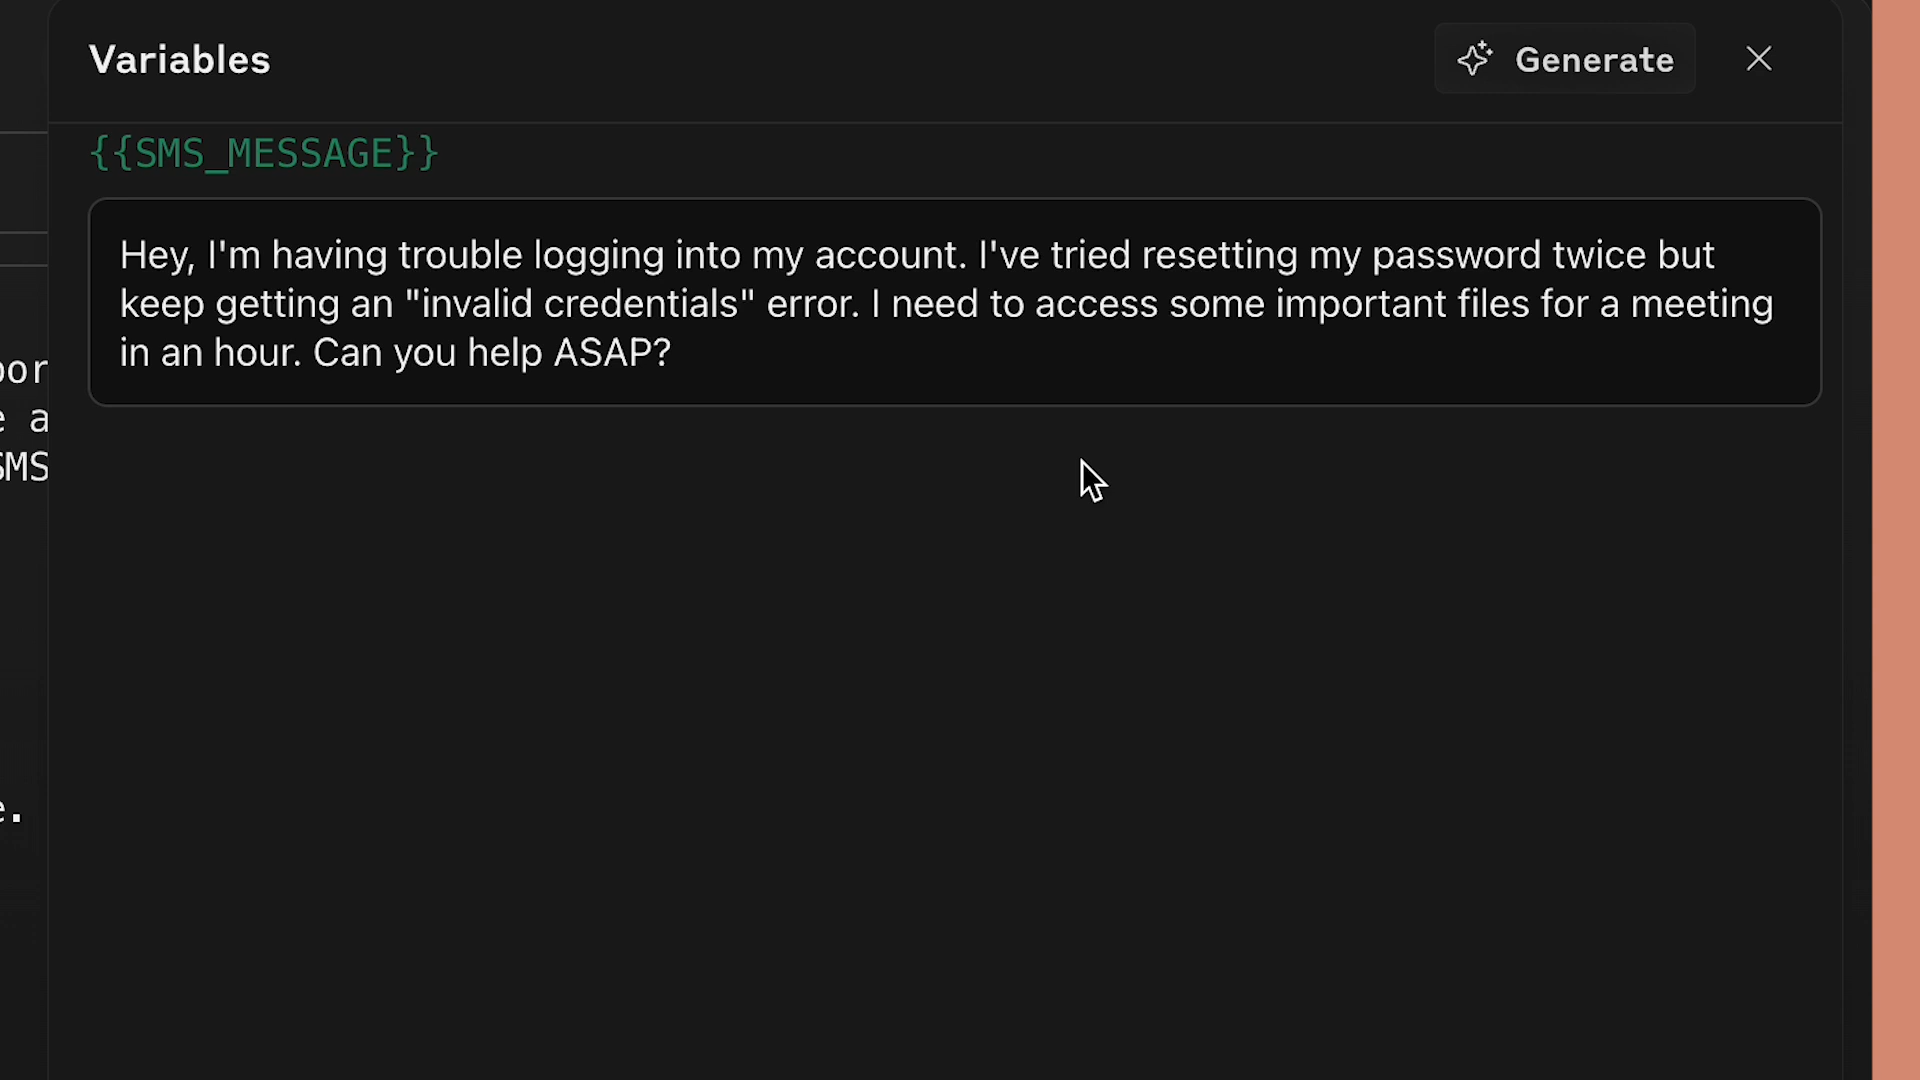 Variables
Generate
{{SMS_MESSAGE}}
Hey, I'm having trouble logging into my account. I've tried resetting my password twice but
keep getting an "invalid credentials" error. I need to access some important files for a meeting
in an hour. Can you help ASAP?
SMS